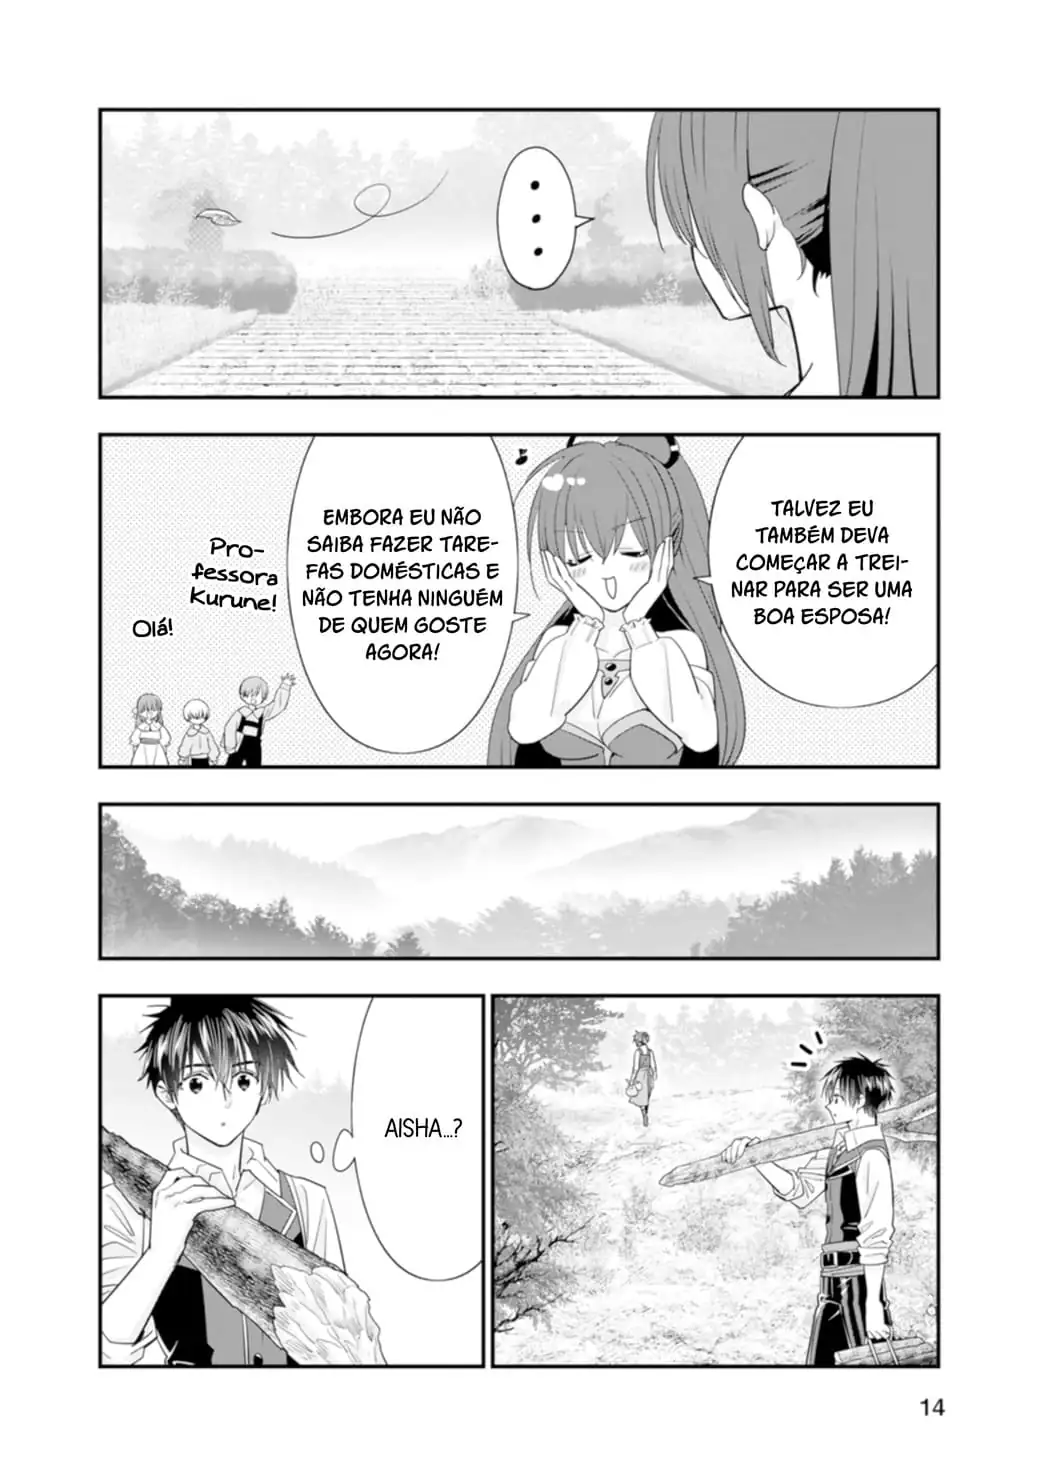 ...
TALVEZ EU
TAMBÉM DEVA
COMEÇAR A TREI-
NAR PARA SER UMA
BOA ESPOSA!
EMBORA EU NÃO
SAIBA FAZER TARE-
FAS DOMÉSTICAS E
NÃO TENHA NINGUÉM
DE QUEM GOSTE
AGORA!
Pro-
fessora
Kurune!
Olá!
AISHA...?
14